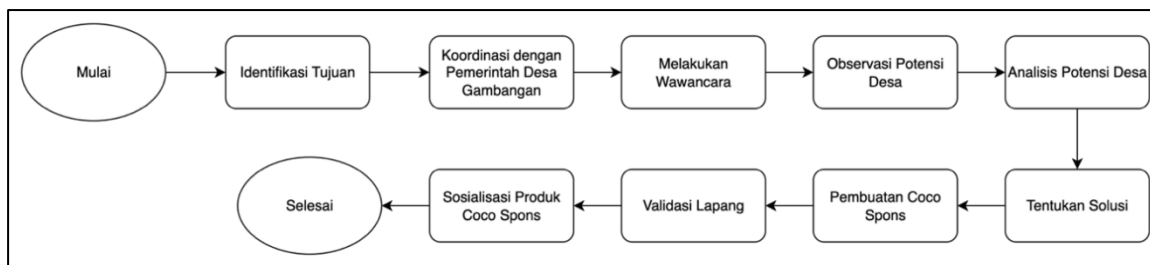 Mulai
Identifikasi Tujuan
Koordinasi dengan
Pemerintah Desa
Gambangan
Melakukan
Wawancara
Observasi Potensi
Desa
Analisis Potensi Desa
Tentukan Solusi
Pembuatan Coco
Spons
Validasi Lapang
Sosialisasi Produk
Coco Spons
Selesai